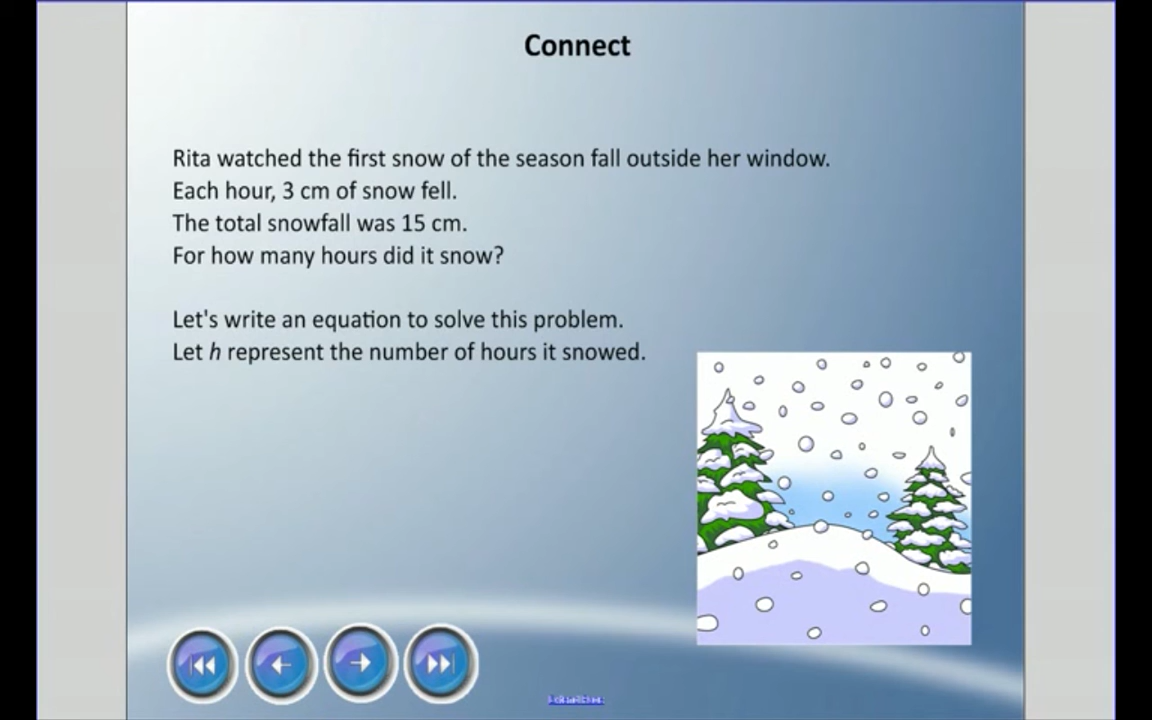 Connect
Rita watched the first snow of the season fall outside her window.
Each hour, 3 cm of snow fell.
The total snowfall was 15 cm.
For how many hours did it snow?
Let's write an equation to solve this problem.
Let h represent the number of hours it snowed.